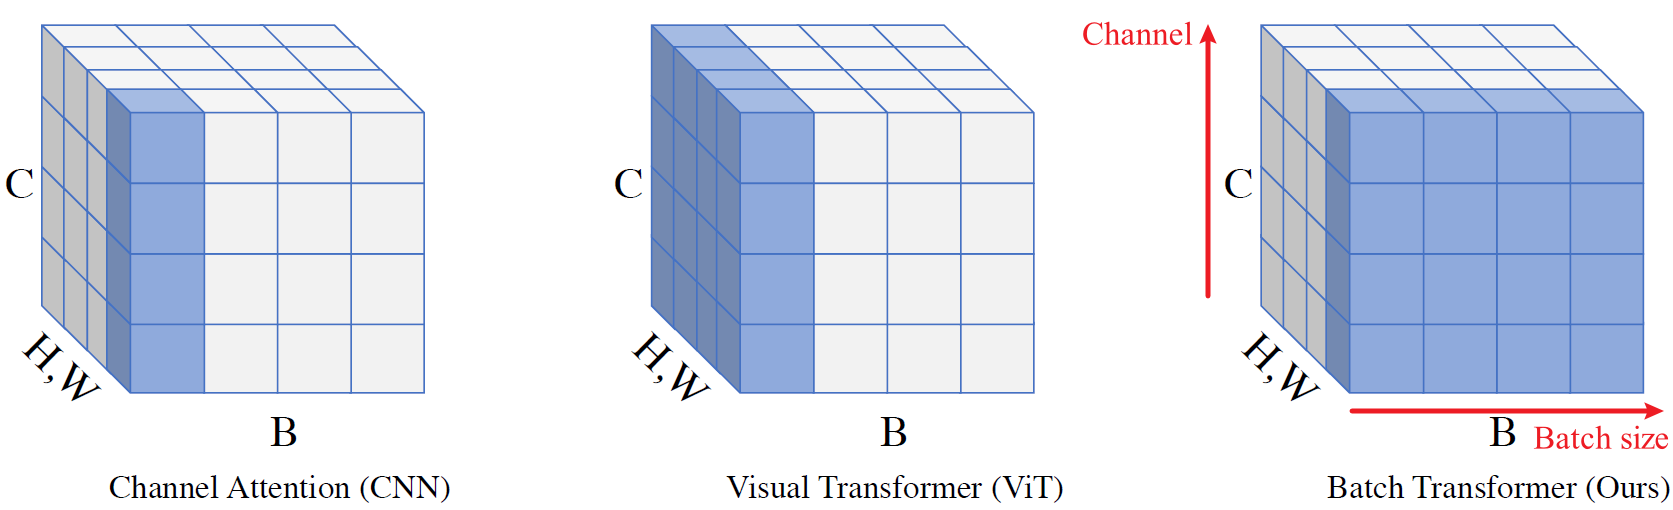 C
H,W
B
Channel Attention (CNN)
C
H,W
B
Visual Transformer (ViT)
Channel
C
H,W
B
Batch size
Batch Transformer (Ours)